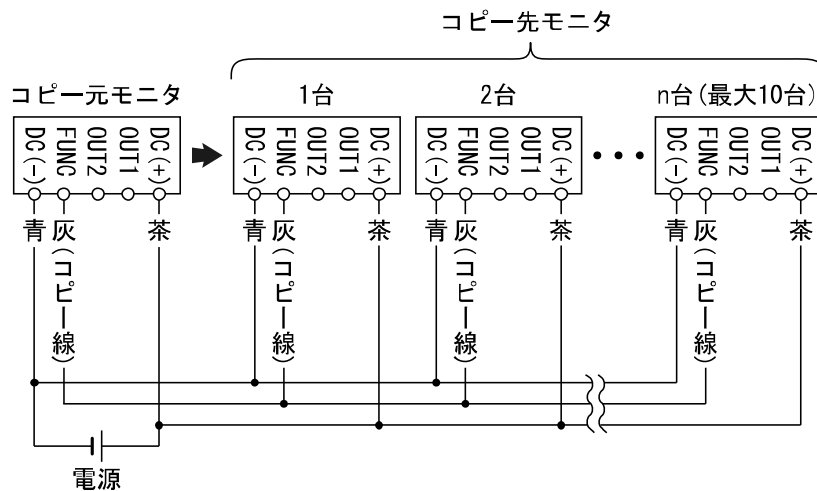 コピー先モニタ
コピー元モニタ
1台
2台
n台(最大10台)
DC(-)
FUNC
OUT2
OUT1
DC(+)
DC(-)
FUNC
OUT2
OUT1
DC(+)
DC(-)
FUNC
OUT2
OUT1
DC(+)
DC(-)
FUNC
OUT2
OUT1
DC(+)
青
灰(コピー線)
茶
青
灰(コピー線)
茶
青
灰(コピー線)
茶
青
灰(コピー線)
茶
電源